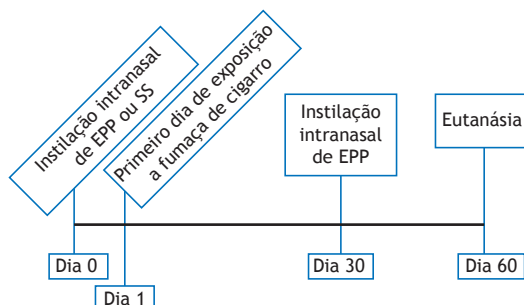 Instilação intranasal
de EPP ou SS
Primeiro dia de exposição
a fumaça de cigarro
Instilação
intranasal
de EPP
Eutanásia
Dia 0
Dia 1
Dia 30
Dia 60